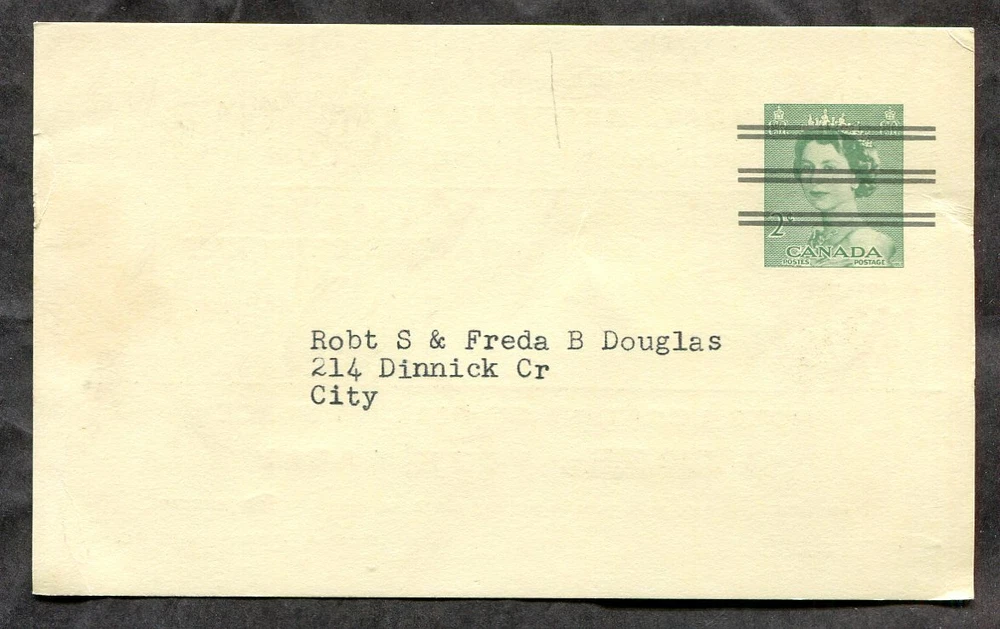 2¢
CANADA
POSTES POSTAGE
Robt S & Freda B Douglas
214 Dinnick Cr
City